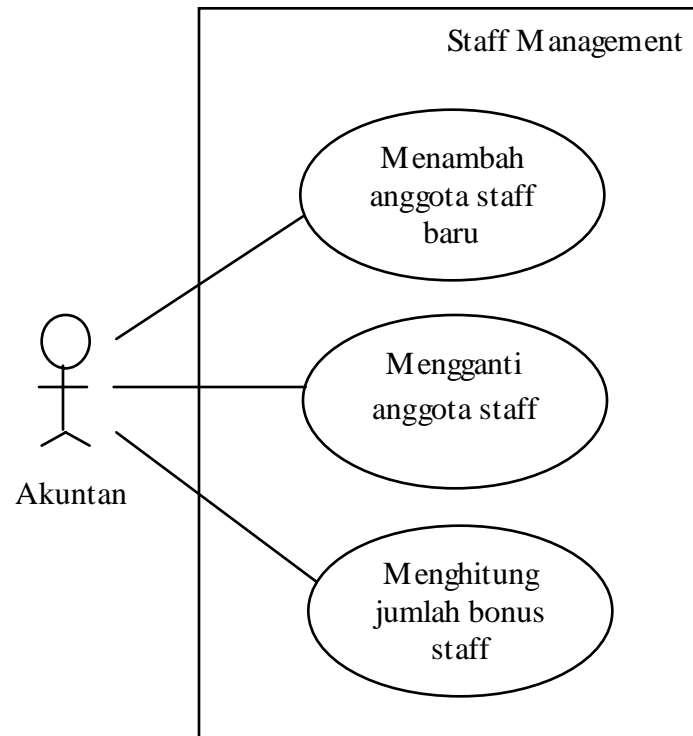 Staff Management
Menambah
anggota staff
baru
Mengganti
anggota staff
Akuntan
Menghitung
jumlah bonus
staff